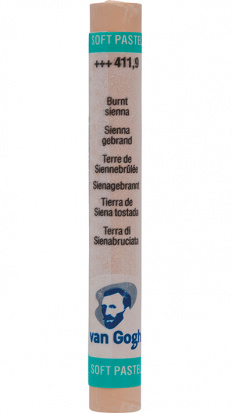 SOFT PASTEL
+++ 411,9
Burnt
sienna
Sienna
gebrand
Terre de
Siennebrûlée
Sienagebrannt
Tierra de
Siena tostada
Terra di
Sienabruciata
van Gogh
SOFT PASTEL